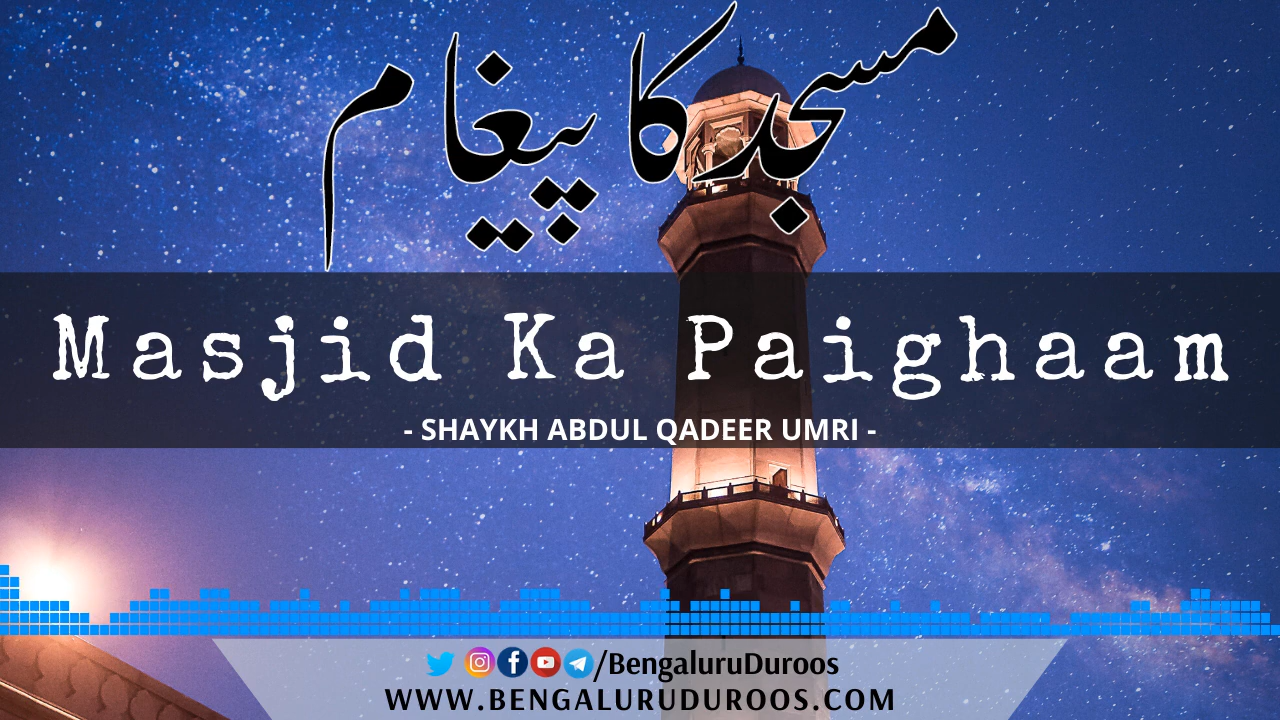 مسجد کا پیغام
Masjid Ka Paighaam
- SHAYKH ABDUL QADEER UMRI -
/BengaluruDuroos
WWW.BENGALURUDUROOS.COM